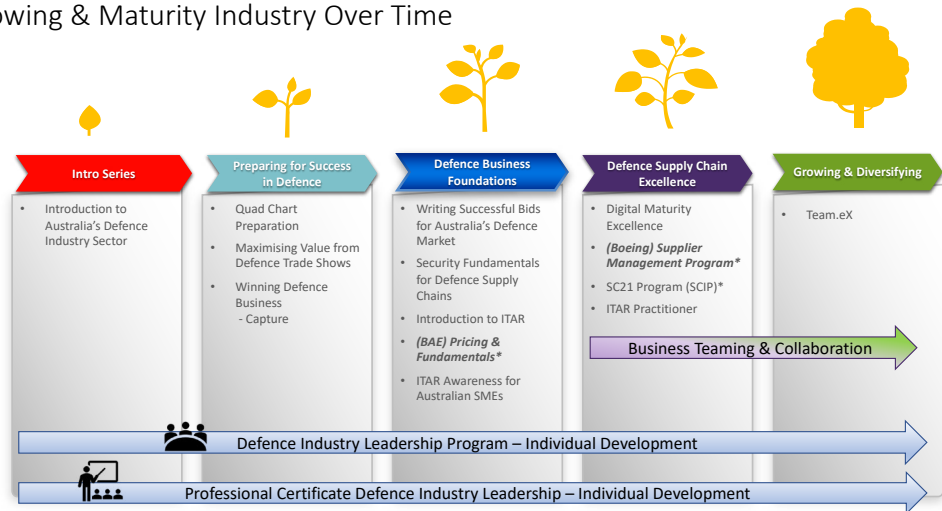 owing & Maturity Industry Over Time
Intro Series
Preparing for Success
in Defence
Defence Business
Foundations
Defence Supply Chain
Excellence
Growing & Diversifying
• Introduction to
Australia's Defence
Industry Sector
• Quad Chart
Preparation
• Maximising Value from
Defence Trade Shows
• Winning Defence
Business
- Capture
• Writing Successful Bids
for Australia's Defence
Market
• Security Fundamentals
for Defence Supply
Chains
• Introduction to ITAR
• (BAE) Pricing &
Fundamentals*
• ITAR Awareness for
Australian SMEs
• Digital Maturity
Excellence
• (Boeing) Supplier
Management Program*
• SC21 Program (SCIP)*
• ITAR Practitioner
• Team.eX
Business Teaming & Collaboration
Defence Industry Leadership Program – Individual Development
Professional Certificate Defence Industry Leadership – Individual Development